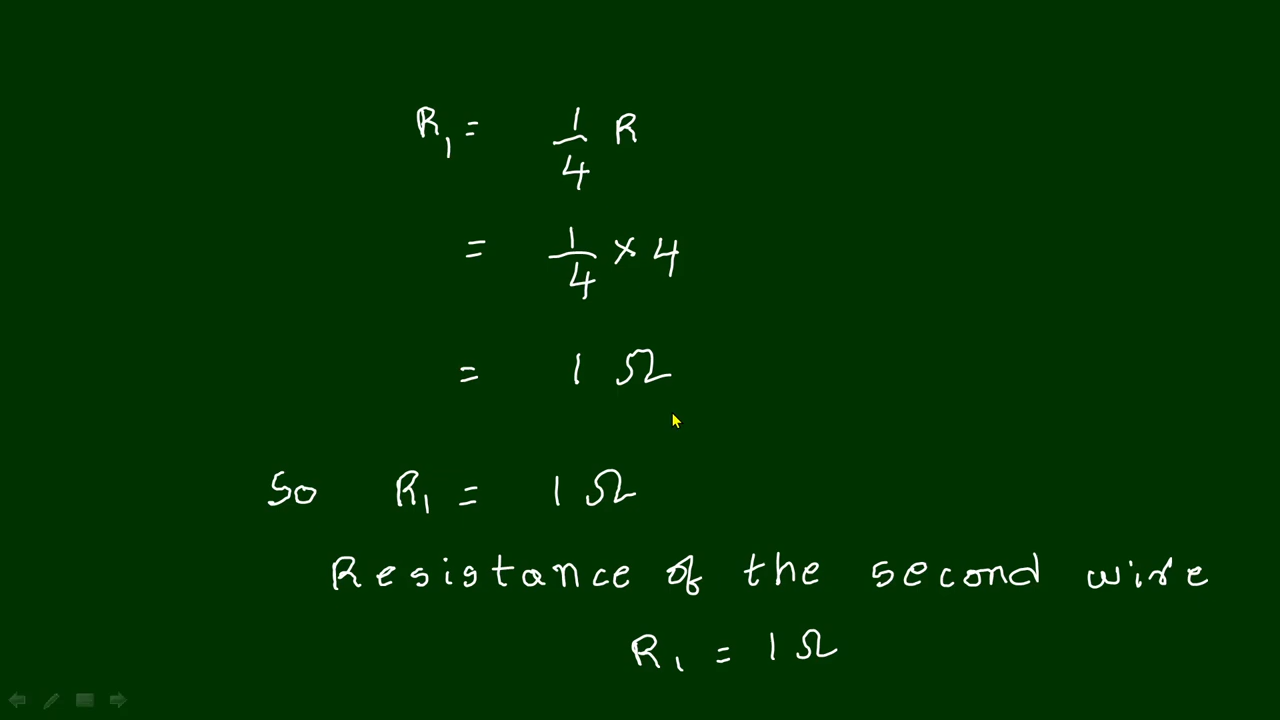 R₁ = 1/4 R
= 1/4 × 4
= 1 Ω
So R₁ = 1 Ω
Resistance of the second wire
R₁ = 1 Ω